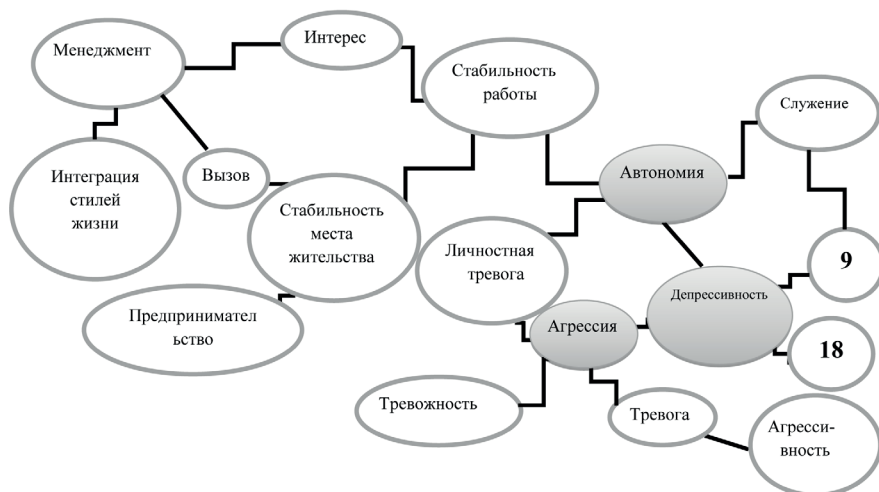 Менеджмент
Интерес
Стабильность
работы
Служение
Интеграция
стилей
жизни
Вызов
Автономия
Стабильность
места
жительства
Личностная
тревога
9
Депрессивность
Предпринимател
ьство
Агрессия
18
Тревожность
Тревога
Агресси-
вность